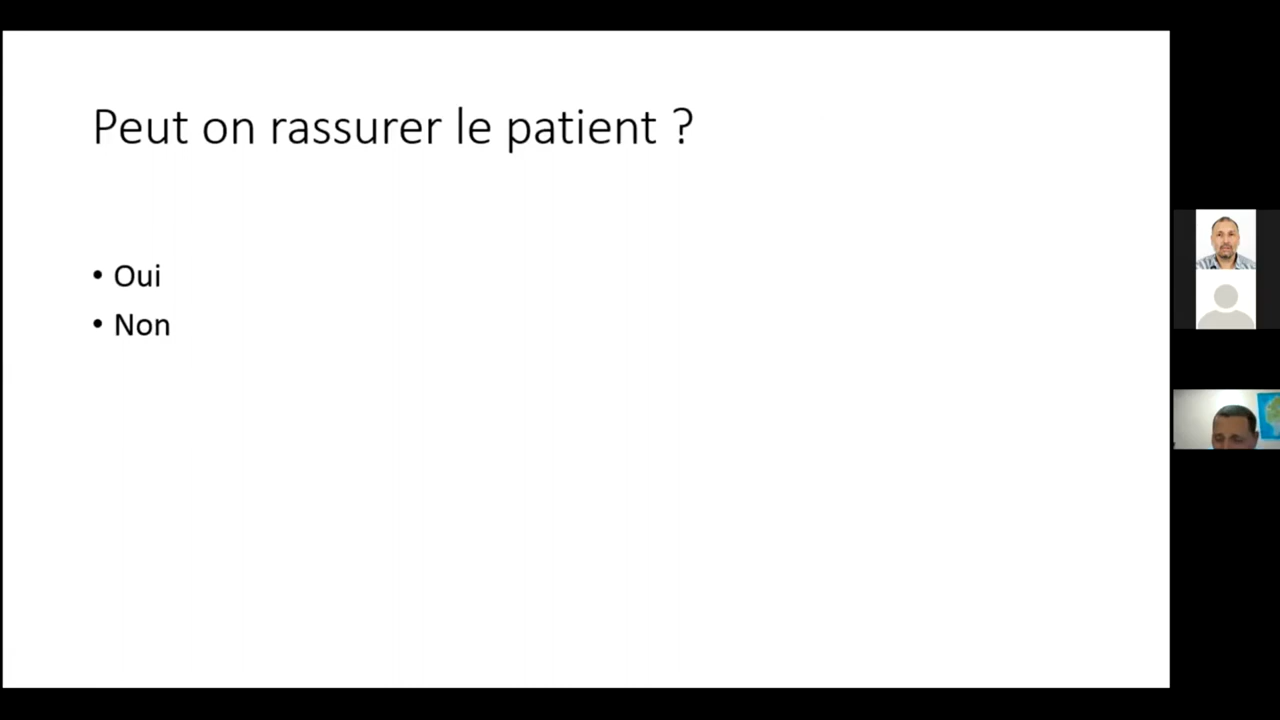 Peut on rassurer le patient ?
• Oui
• Non